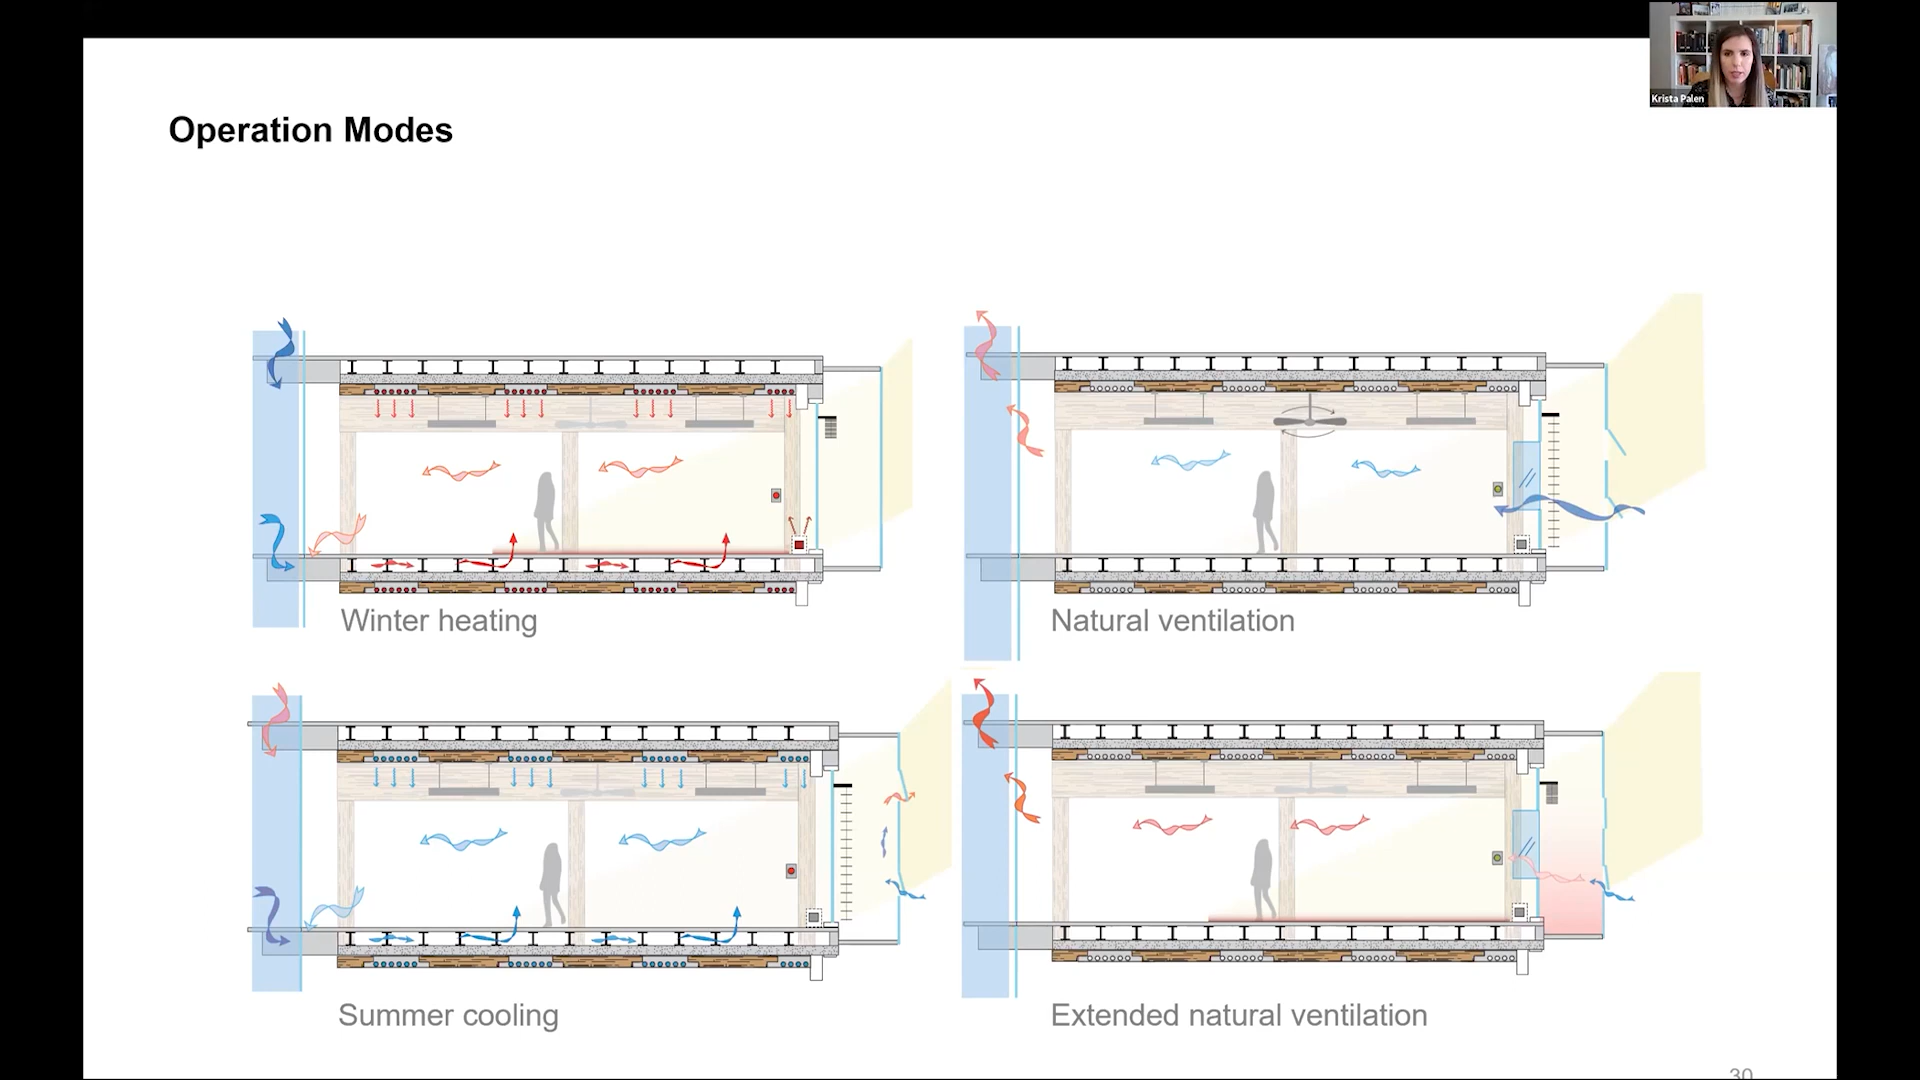 Krista Palen
Operation Modes
Winter heating
Natural ventilation
Summer cooling
Extended natural ventilation
30